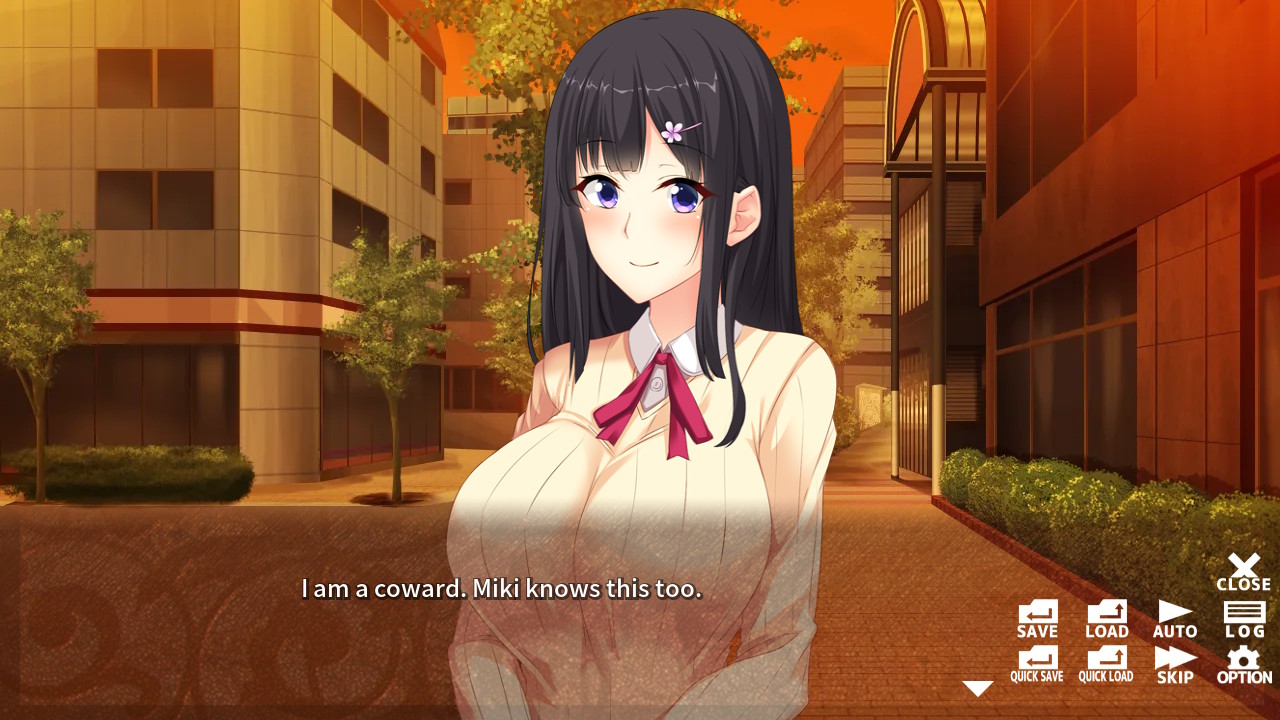 I am a coward. Miki knows this too.
CLOSE
SAVE
LOAD
AUTO
LOG
QUICK SAVE
QUICK LOAD
SKIP
OPTION